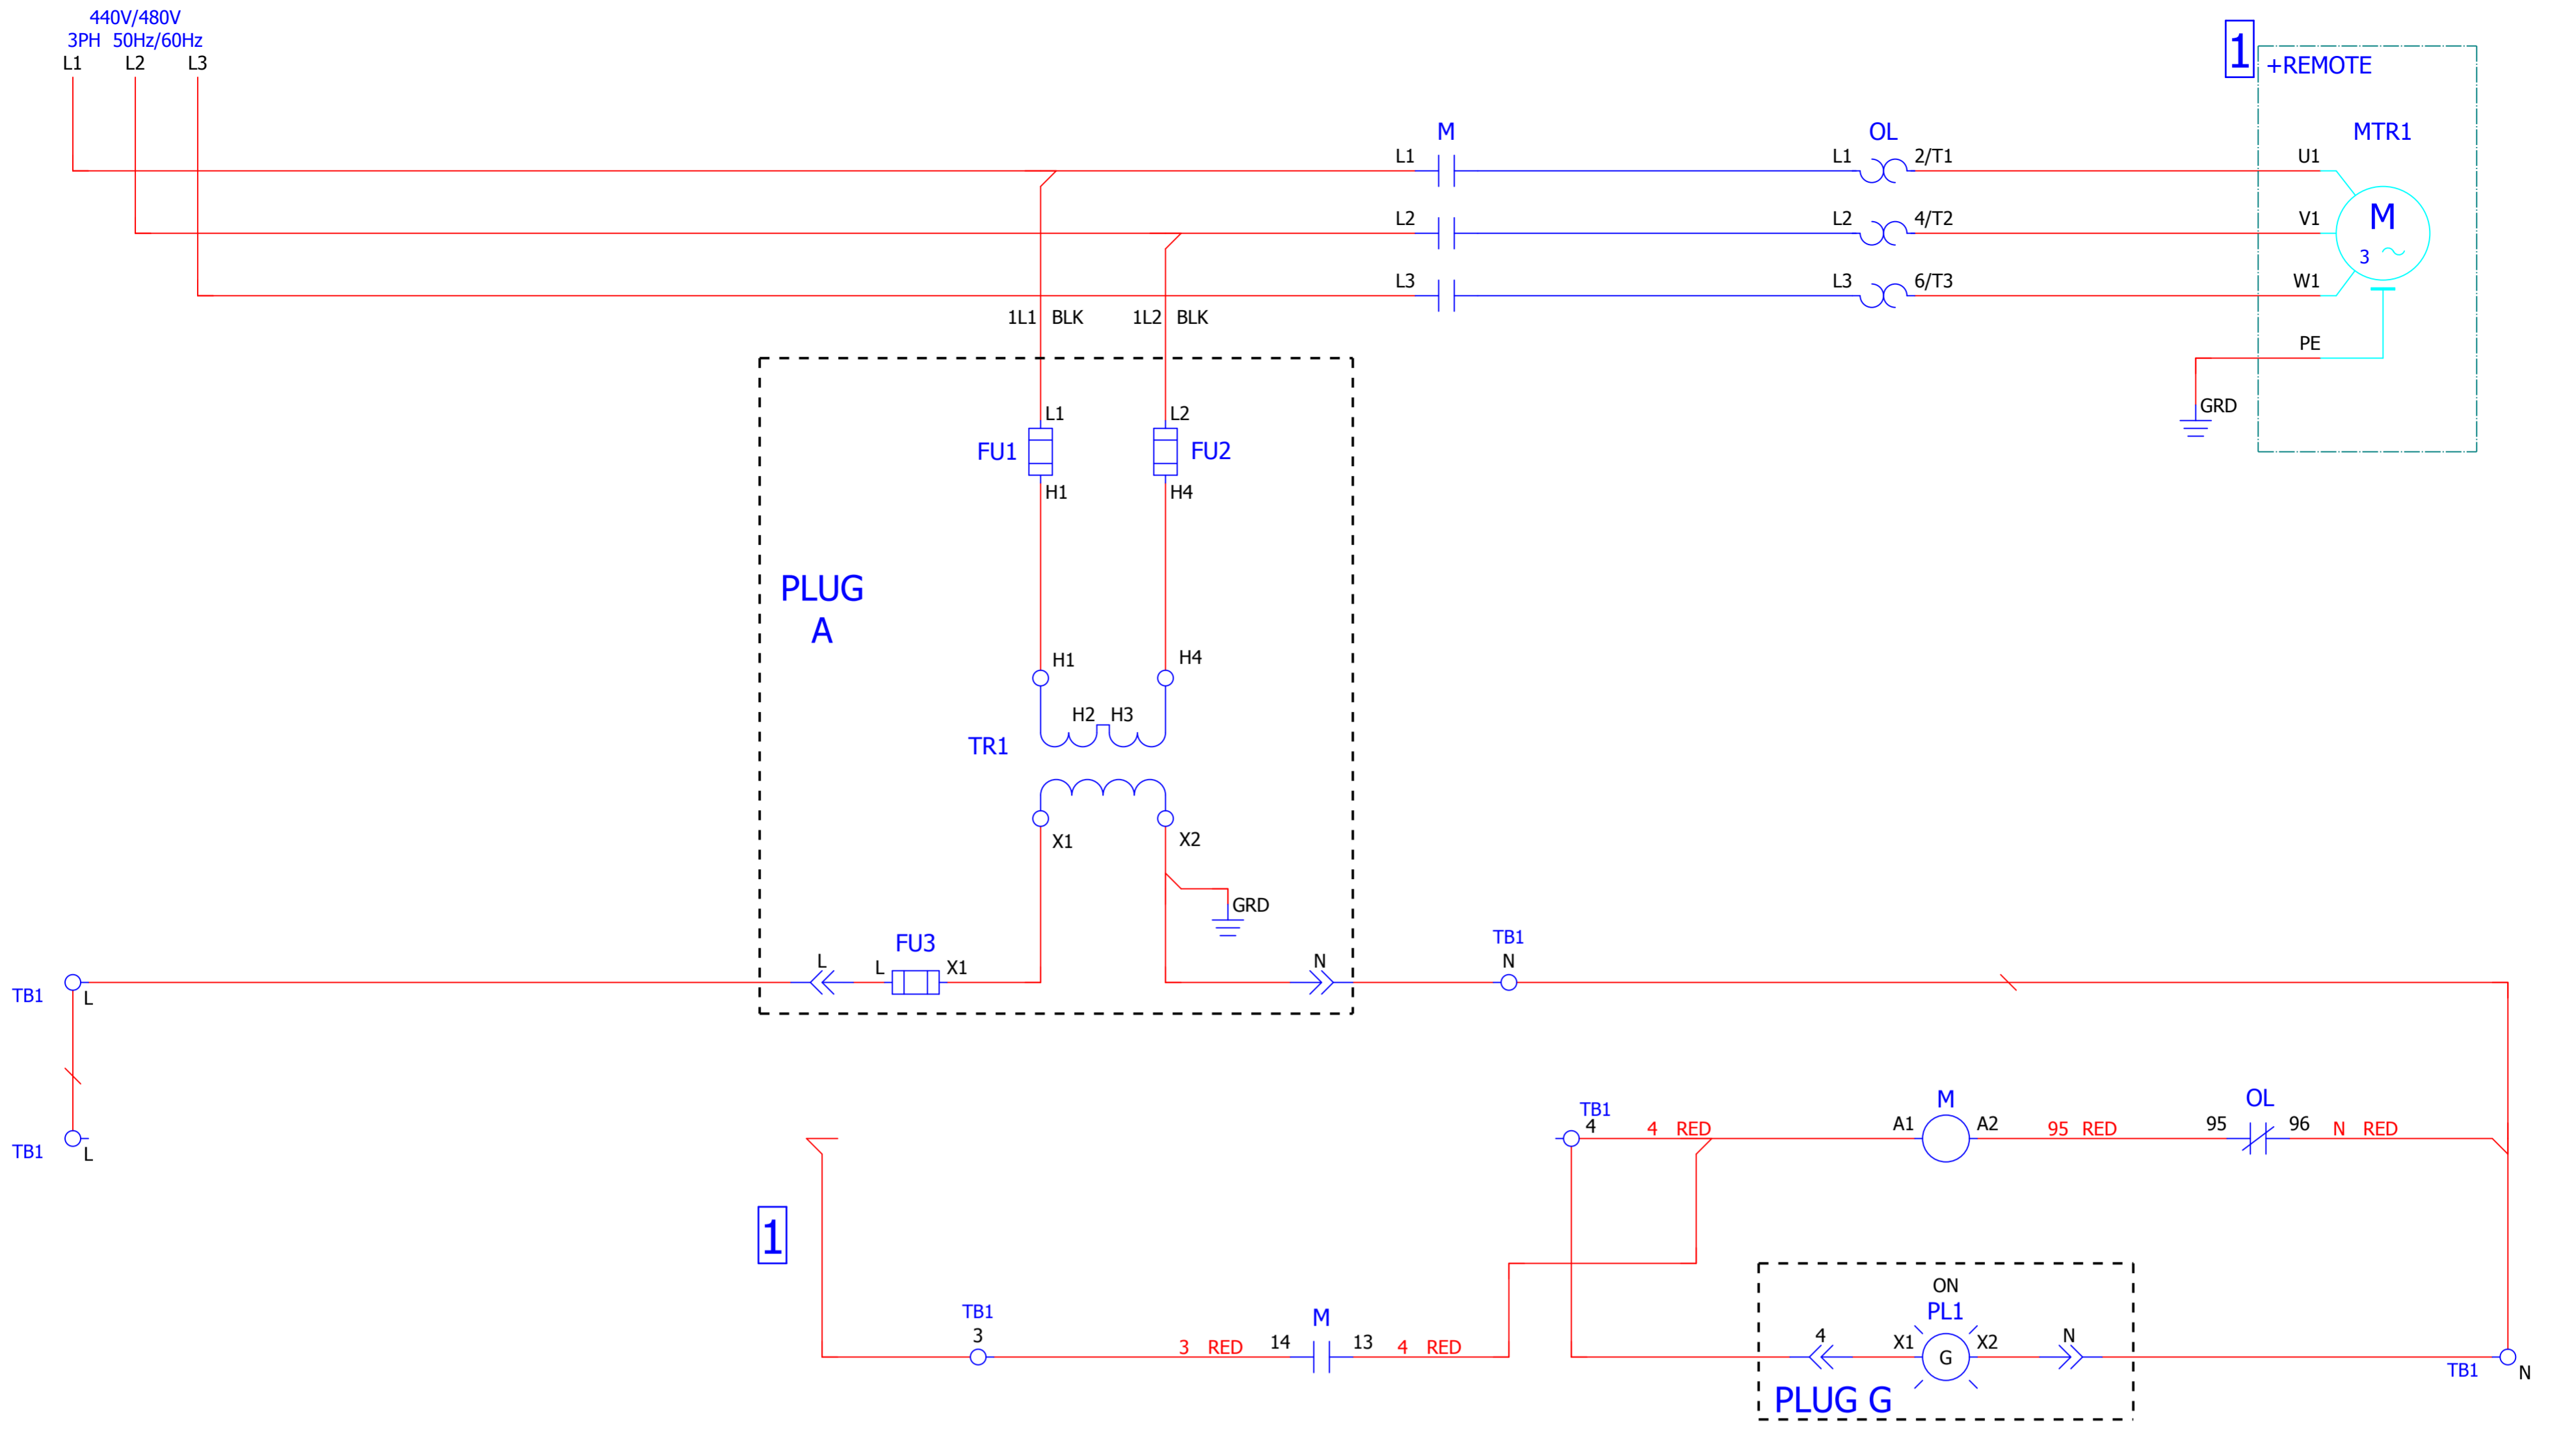 440V/480V
3PH 50Hz/60Hz
L1 L2 L3
1
+REMOTE
M OL MTR1
L1 L1 2/T1 U1
L2 L2 4/T2 V1
M
3
L3 L3 6/T3 W1
1L1 BLK 1L2 BLK
PE
GRD
L1 L2
FU1 FU2
H1 H4
PLUG
A
H1 H4
H2 H3
TR1
X1 X2
GRD
FU3
L L X1 N
TB1
N
TB1 L
M OL
TB1
4 4 RED A1 A2 95 RED 95 96 N RED
TB1 L
1
ON
TB1 M PL1
3 4 N
3 RED 14 13 4 RED X1 X2
G
TB1 N
PLUG G